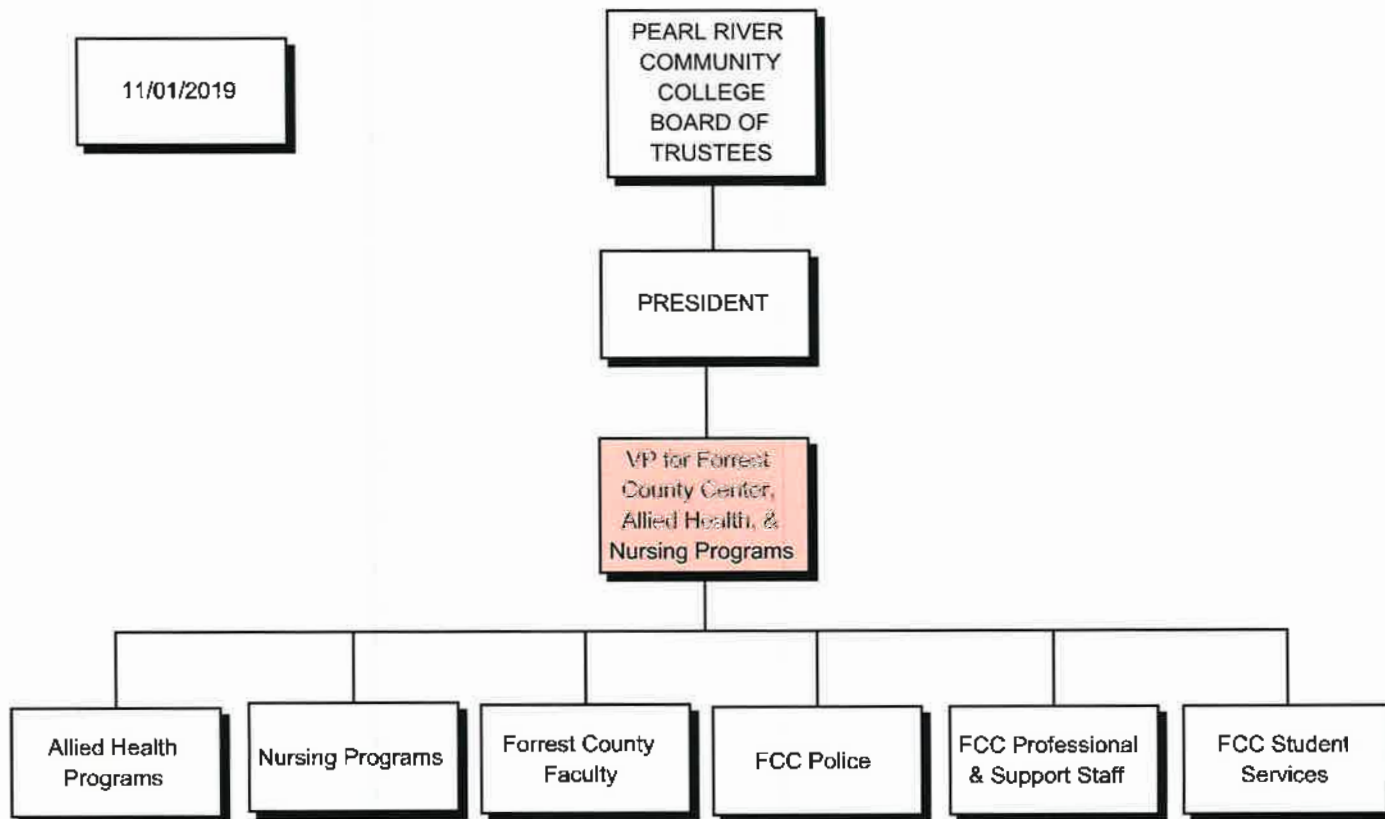 11/01/2019
PEARL RIVER
COMMUNITY
COLLEGE
BOARD OF
TRUSTEES
PRESIDENT
VP for Forrest
County Center,
Allied Health, &
Nursing Programs
Allied Health
Programs
Nursing Programs
Forrest County
Faculty
FCC Police
FCC Professional
& Support Staff
FCC Student
Services